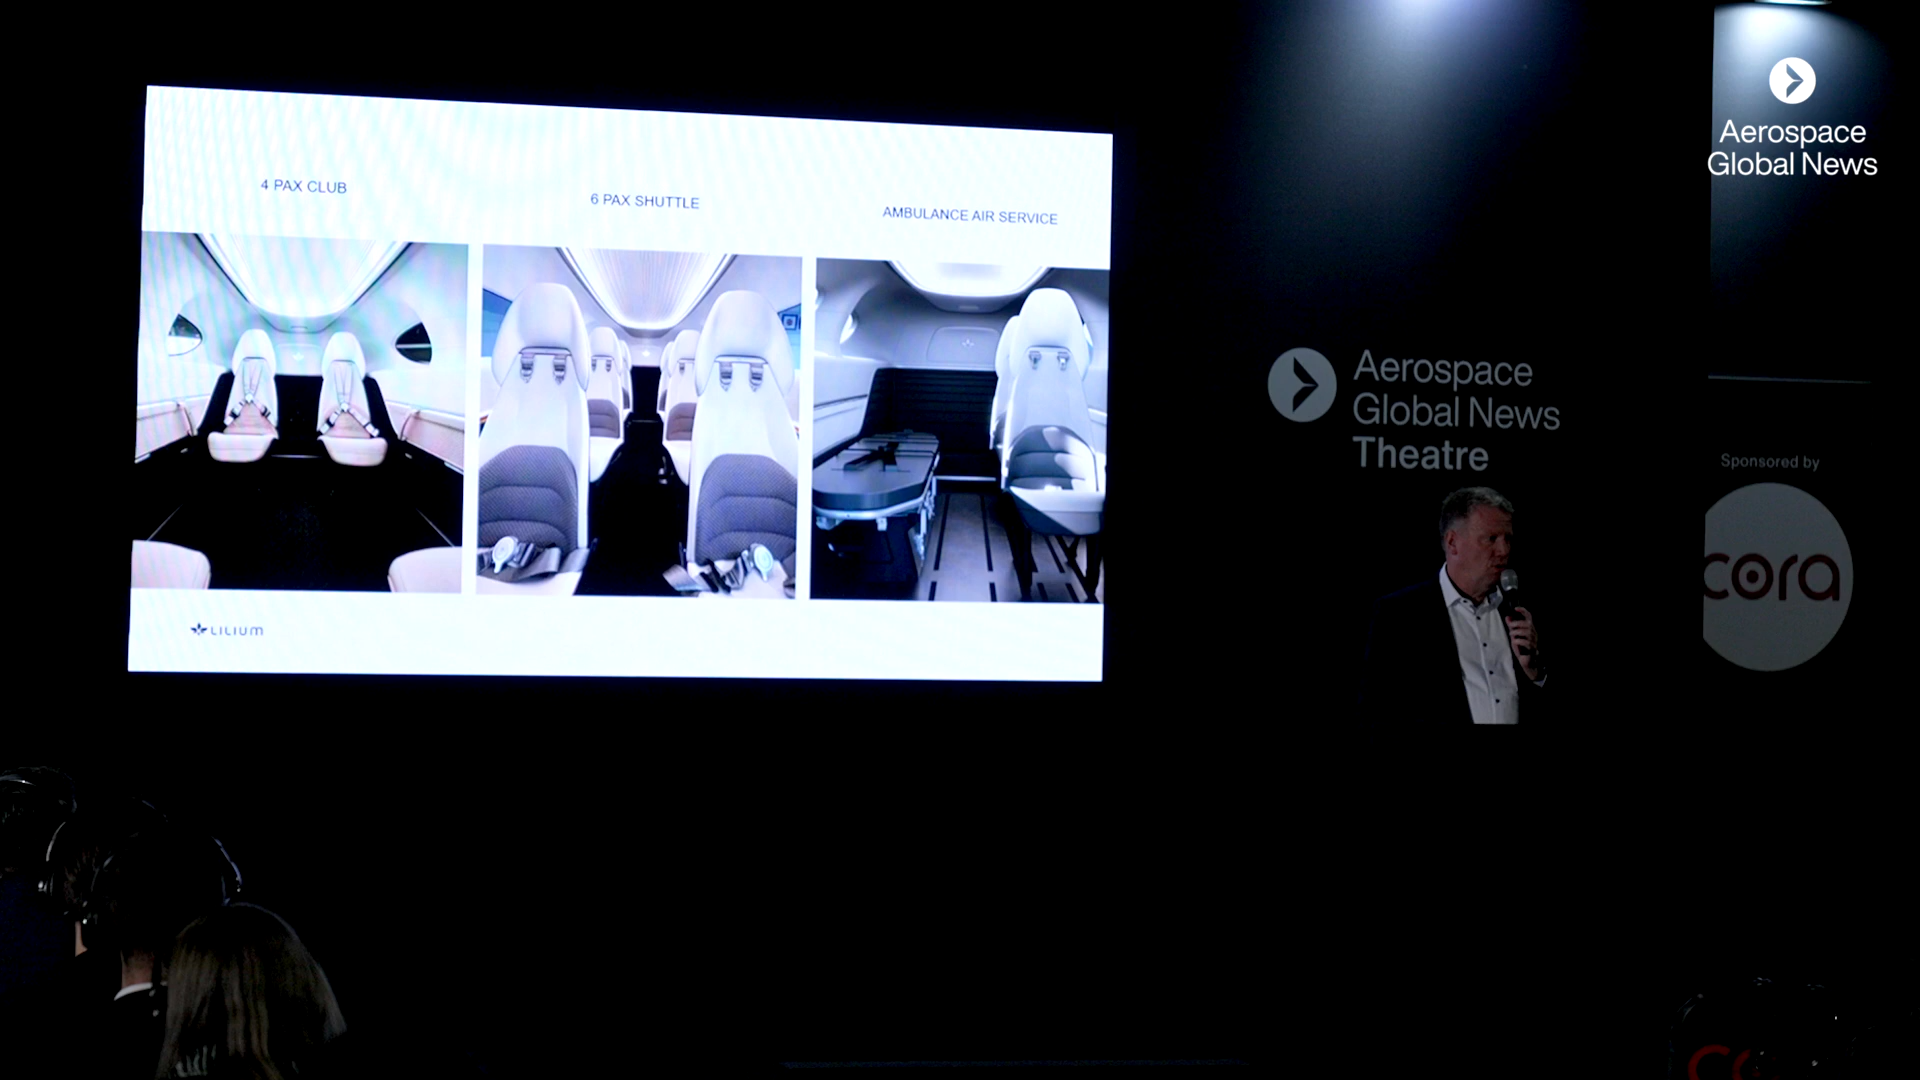 4 PAX CLUB
6 PAX SHUTTLE
AMBULANCE AIR SERVICE
LILIUM
Aerospace
Global News
Theatre
Aerospace
Global News
Sponsored by
cora